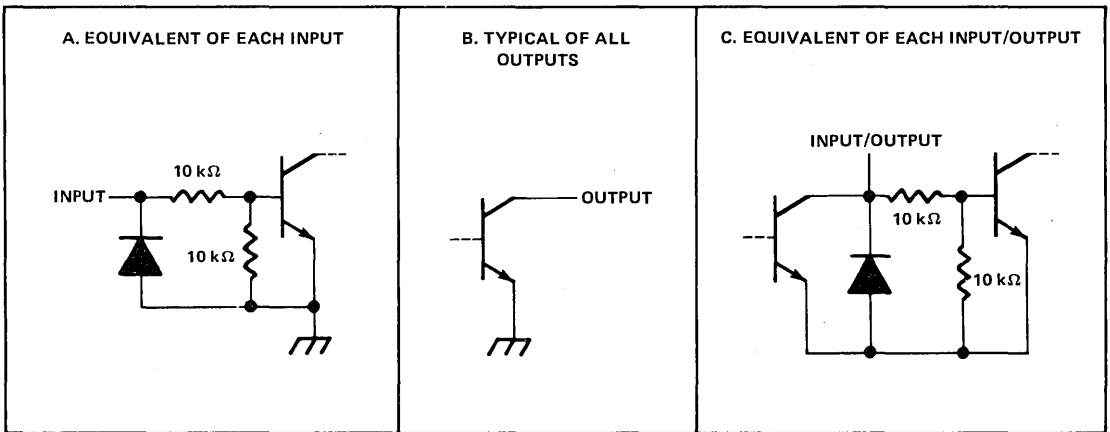 A. EOUIVALENT OF EACH INPUT
B. TYPICAL OF ALL
OUTPUTS
C. EQUIVALENT OF EACH INPUT/OUTPUT
10 kΩ
INPUT
10 kΩ
OUTPUT
INPUT/OUTPUT
10 kΩ
10 kΩ